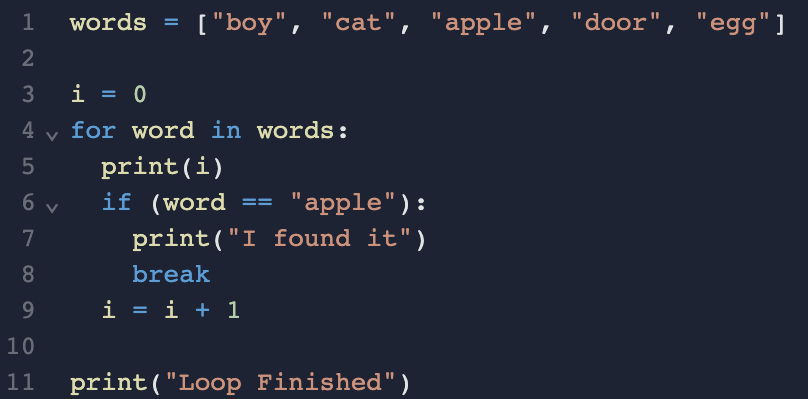 1 words = ["boy", "cat", "apple", "door", "egg"]
2
3 i = 0
4 for word in words:
5   print(i)
6   if (word == "apple"):
7     print("I found it")
8     break
9   i = i + 1
10
11 print("Loop Finished")